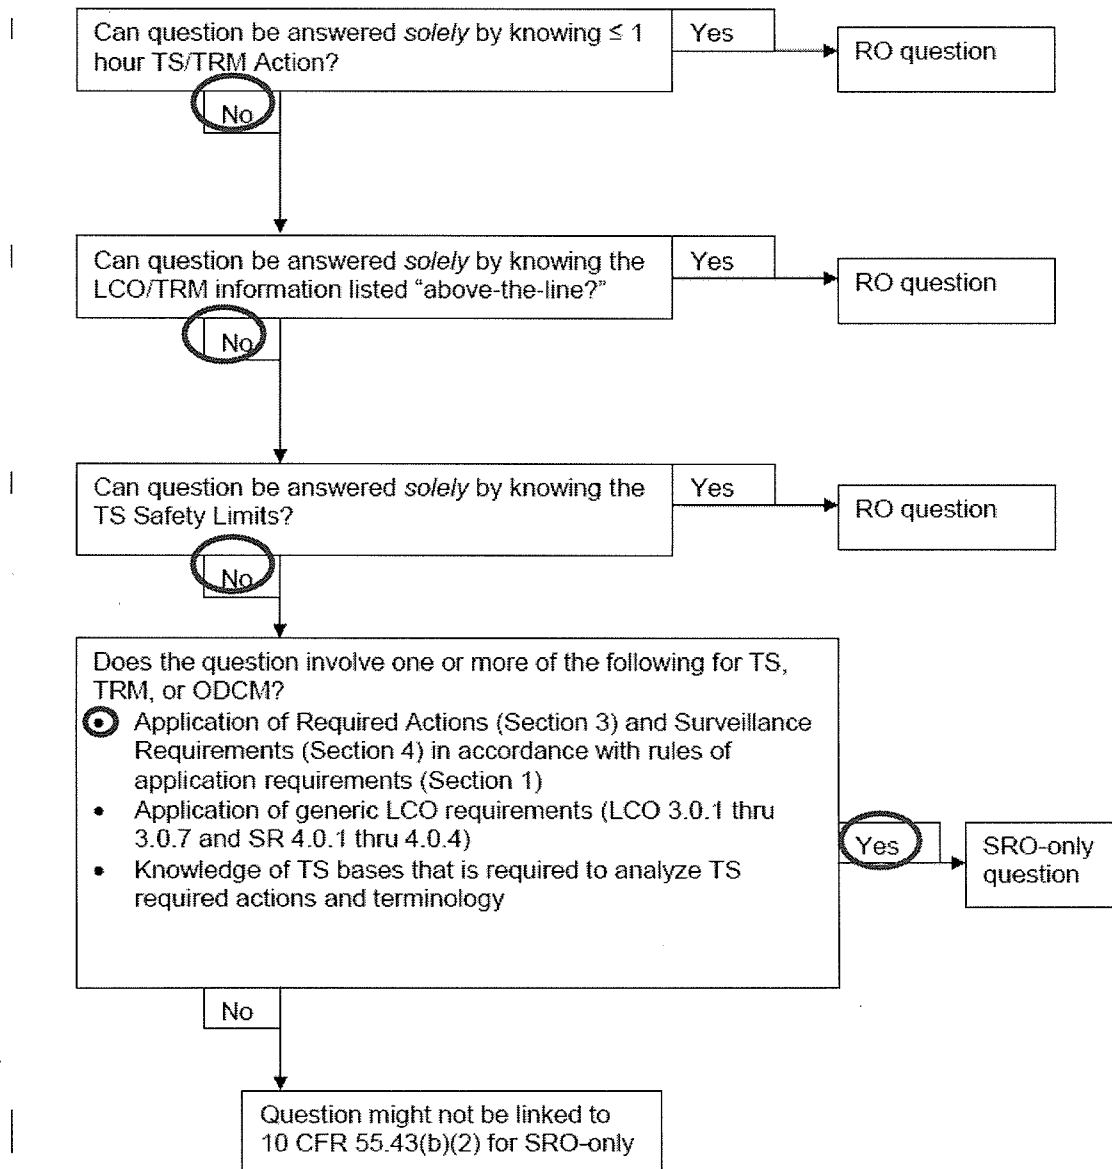 Can question be answered solely by knowing ≤ 1
hour TS/TRM Action?
Yes
RO question
No
Can question be answered solely by knowing the
LCO/TRM information listed “above-the-line?”
Yes
RO question
No
Can question be answered solely by knowing the
TS Safety Limits?
Yes
RO question
No
Does the question involve one or more of the following for TS,
TRM, or ODCM?
• Application of Required Actions (Section 3) and Surveillance
Requirements (Section 4) in accordance with rules of
application requirements (Section 1)
• Application of generic LCO requirements (LCO 3.0.1 thru
3.0.7 and SR 4.0.1 thru 4.0.4)
• Knowledge of TS bases that is required to analyze TS
required actions and terminology
Yes
SRO-only
question
No
Question might not be linked to
10 CFR 55.43(b)(2) for SRO-only